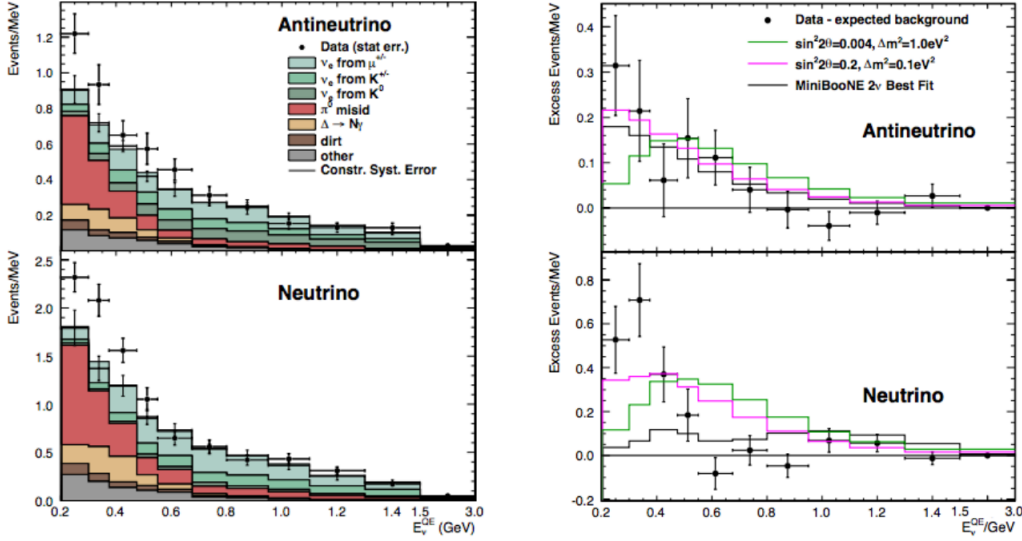 Events/MeV
1.2
1.0
0.8
0.6
0.4
0.2
Antineutrino
Data (stat err.)
νe from μ+/-
νe from K+/-
νe from K0
π0 misid
Δ → Nγ
dirt
other
Constr. Syst. Error
Events/MeV
2.5
2.0
1.5
1.0
0.5
0.0
Neutrino
0.2 0.4 0.6 0.8 1.0 1.2 1.4 1.5 3.0
EνQE (GeV)
Excess Events/MeV
0.4
0.3
0.2
0.1
0.0
Data - expected background
sin²2θ=0.004, Δm²=1.0eV²
sin²2θ=0.2, Δm²=0.1eV²
MiniBooNE 2ν Best Fit
Antineutrino
Excess Events/MeV
0.8
0.6
0.4
0.2
0.0
-0.2
Neutrino
0.2 0.4 0.6 0.8 1.0 1.2 1.4 1.5 3.0
EνQE/GeV